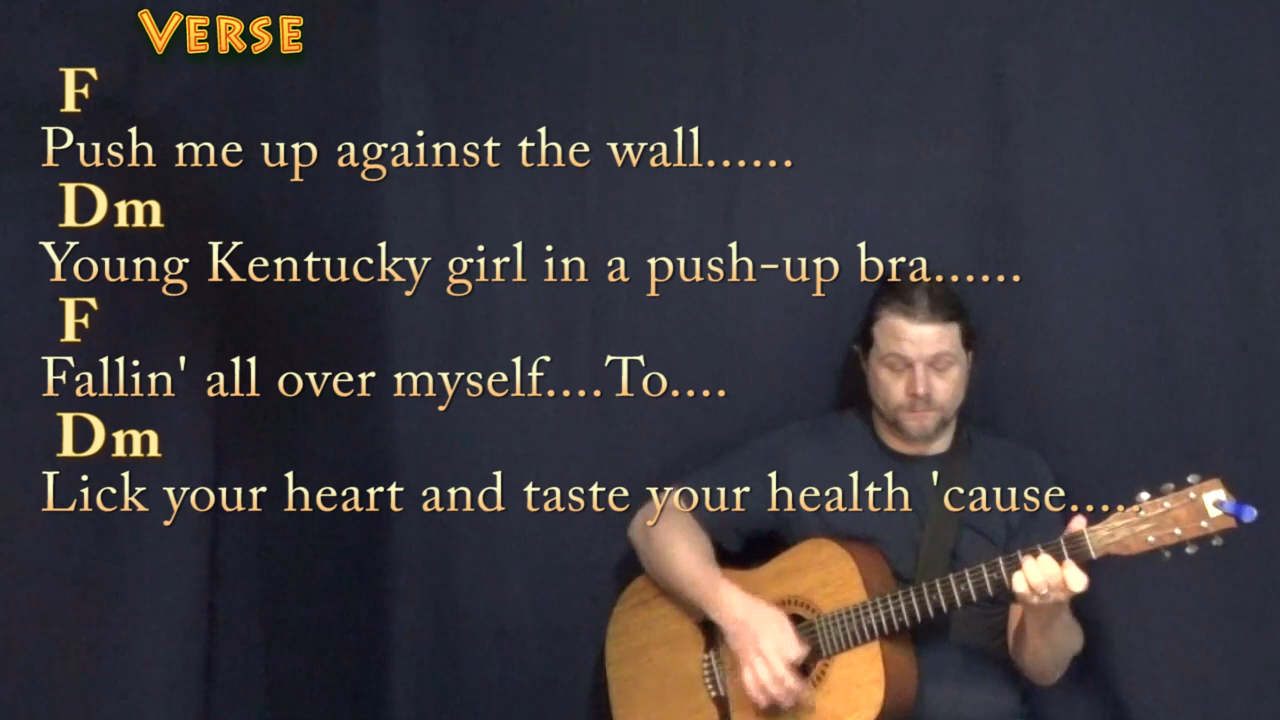 VERSE
F
Push me up against the wall......
Dm
Young Kentucky girl in a push-up bra......
F
Fallin' all over myself....To....
Dm
Lick your heart and taste your health 'cause.....